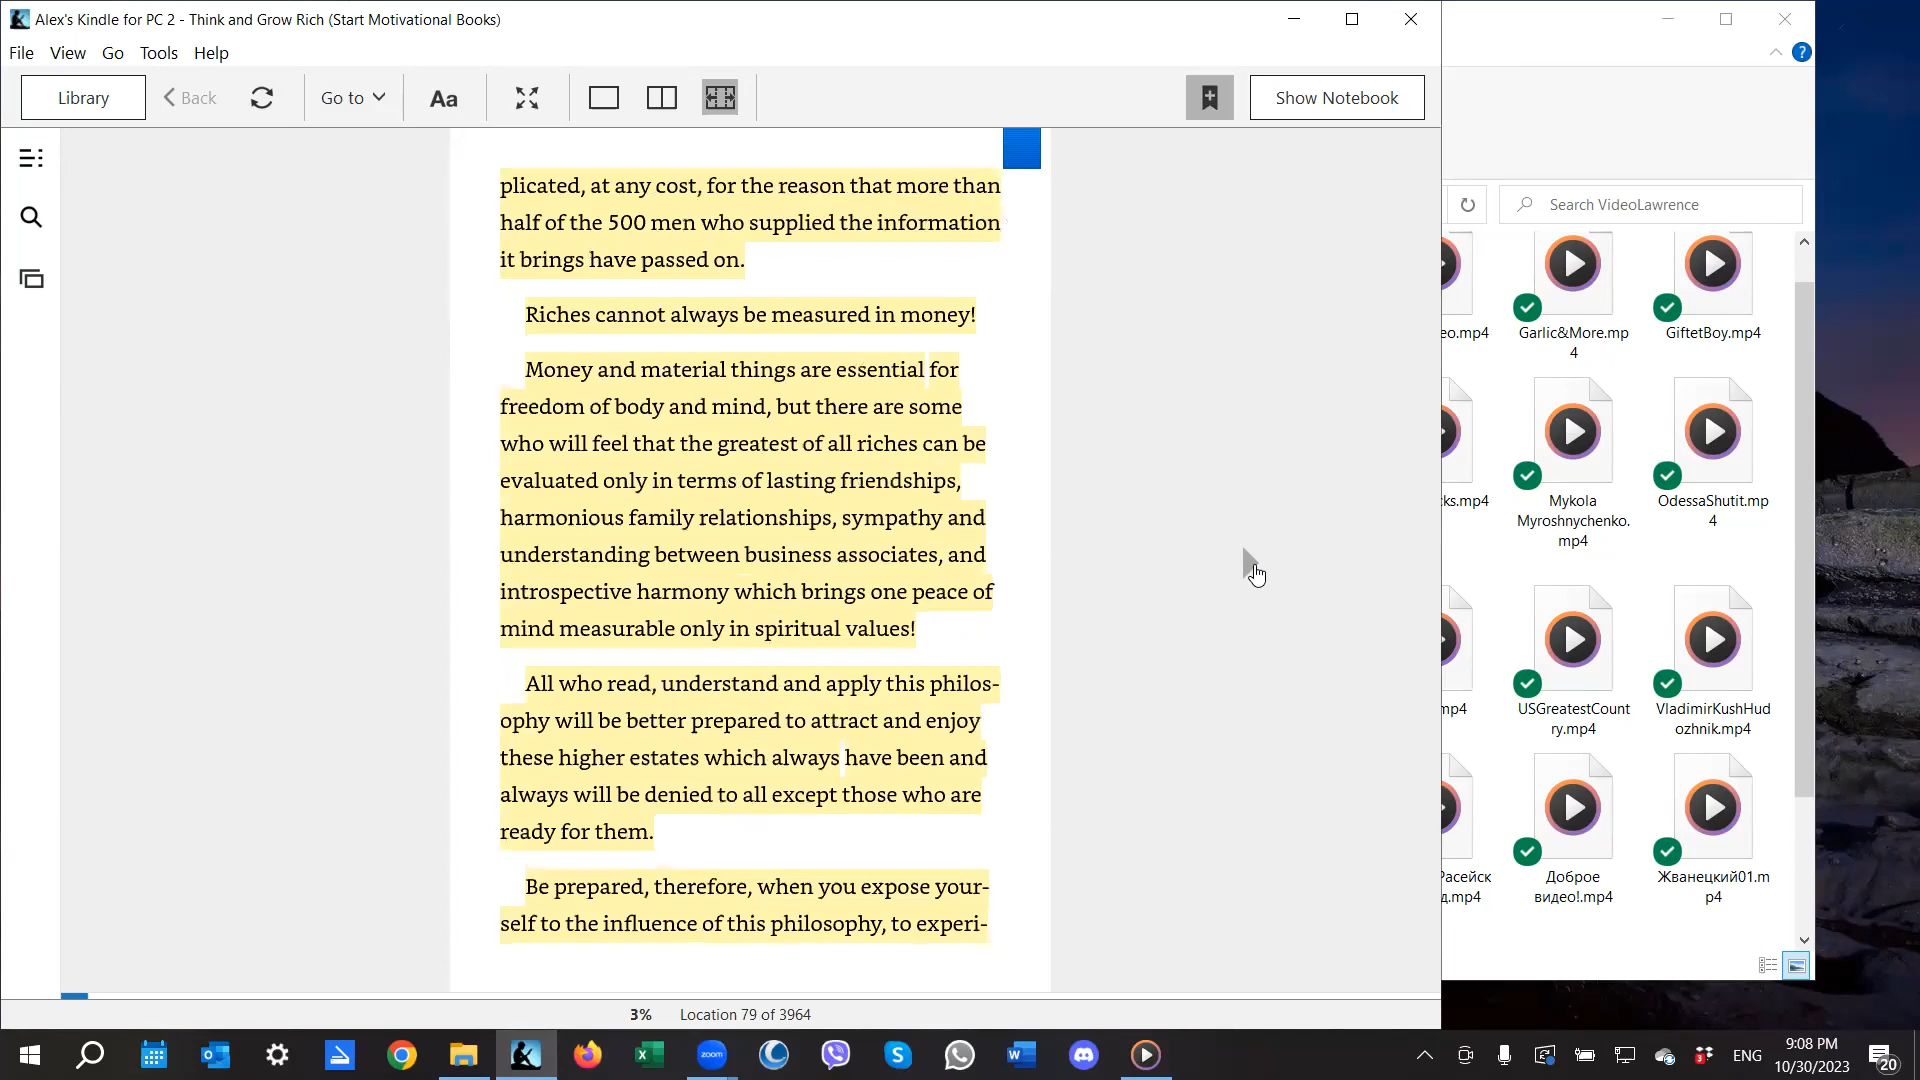 Alex's Kindle for PC 2 - Think and Grow Rich (Start Motivational Books)
File View Go Tools Help
Library
Back
Go to
Aa
Show Notebook
plicated, at any cost, for the reason that more than
half of the 500 men who supplied the information
it brings have passed on.
Riches cannot always be measured in money!
Money and material things are essential for
freedom of body and mind, but there are some
who will feel that the greatest of all riches can be
evaluated only in terms of lasting friendships,
harmonious family relationships, sympathy and
understanding between business associates, and
introspective harmony which brings one peace of
mind measurable only in spiritual values!
All who read, understand and apply this philos-
ophy will be better prepared to attract and enjoy
these higher estates which always have been and
always will be denied to all except those who are
ready for them.
Be prepared, therefore, when you expose your-
self to the influence of this philosophy, to experi-
3% Location 79 of 3964
Search VideoLawrence
eo.mp4
Garlic&More.mp
4
GiftetBoy.mp4
ks.mp4
Mykola
Myroshnychenko.
mp4
OdessaShutit.mp
4
mp4
USGreatestCount
ry.mp4
VladimirKushHud
ozhnik.mp4
Расейск
д.mp4
Доброе
видео!.mp4
Жванецкий01.m
p4
zoom
3
ENG
9:08 PM
10/30/2023
20